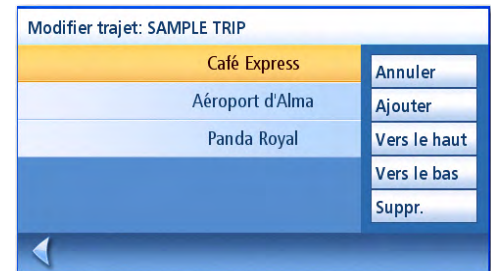 Modifier trajet: SAMPLE TRIP
Café Express
Aéroport d'Alma
Panda Royal
Annuler
Ajouter
Vers le haut
Vers le bas
Suppr.